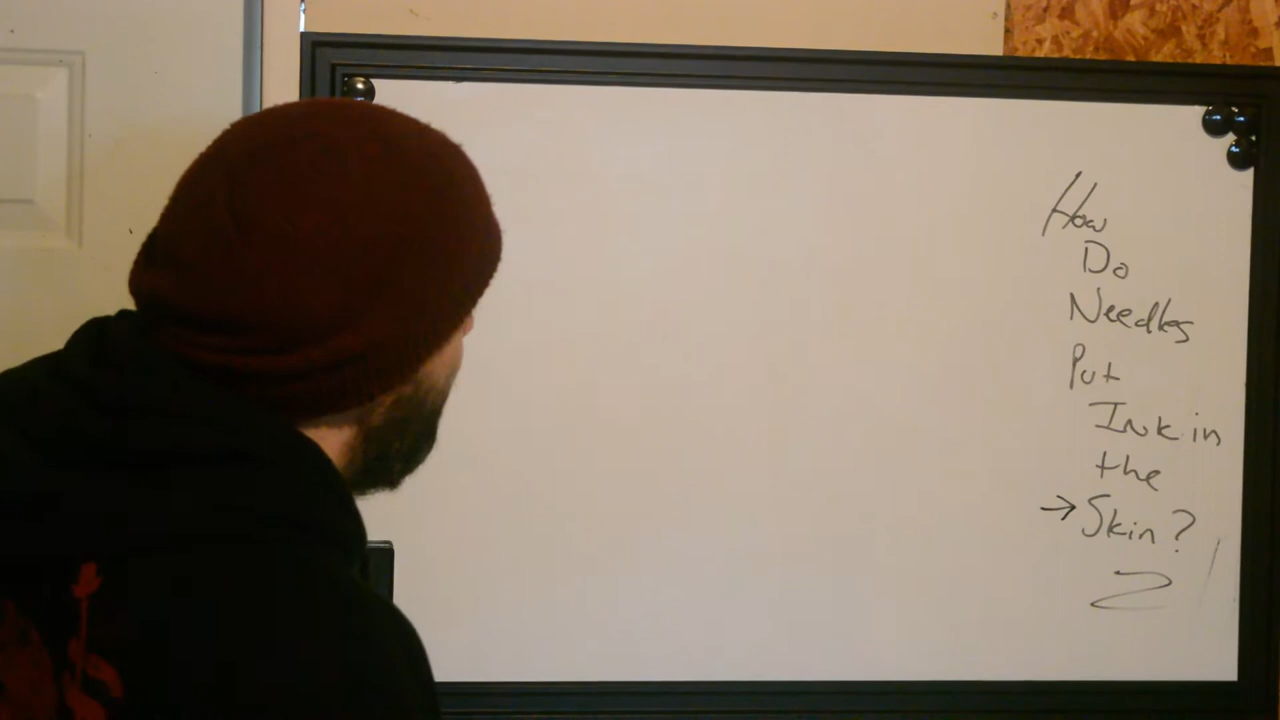 How
Do
Needles
Put
Ink in
the
→ Skin?